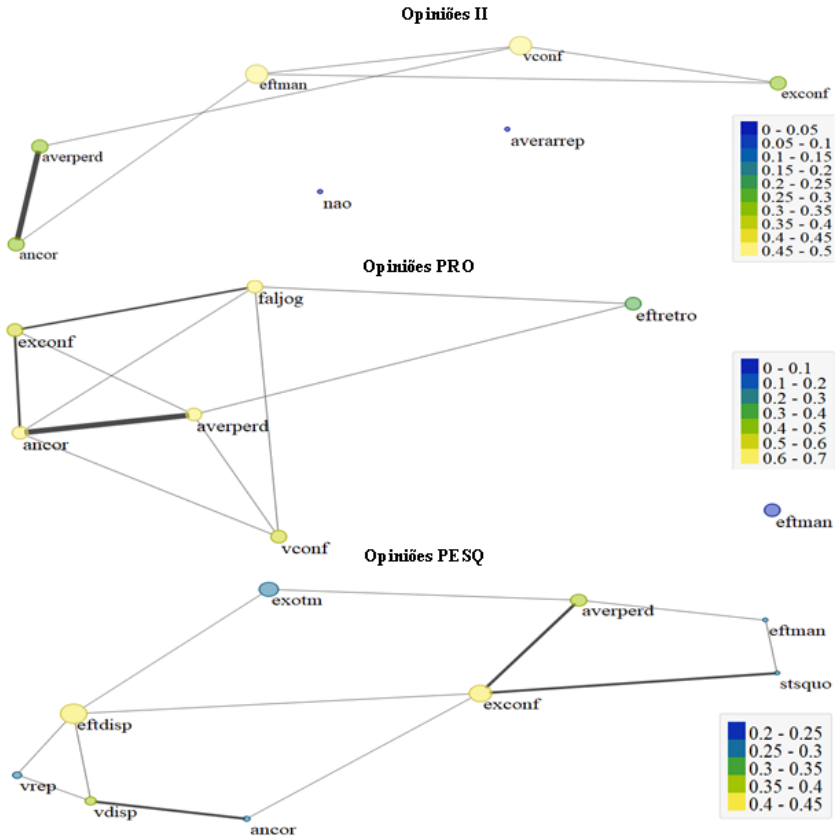 Opiniões II
vconf
eftman
exconf
averarrep
averperd
nao
ancor
0 - 0.05
0.05 - 0.1
0.1 - 0.15
0.15 - 0.2
0.2 - 0.25
0.25 - 0.3
0.3 - 0.35
0.35 - 0.4
0.4 - 0.45
0.45 - 0.5
Opiniões PRO
faljog
eftretro
exconf
averperd
ancor
vconf
0 - 0.1
0.1 - 0.2
0.2 - 0.3
0.3 - 0.4
0.4 - 0.5
0.5 - 0.6
0.6 - 0.7
eftman
Opiniões PESQ
exotm
averperd
eftman
stsquo
exconf
eftdisp
vrep
vdisp
ancor
0.2 - 0.25
0.25 - 0.3
0.3 - 0.35
0.35 - 0.4
0.4 - 0.45